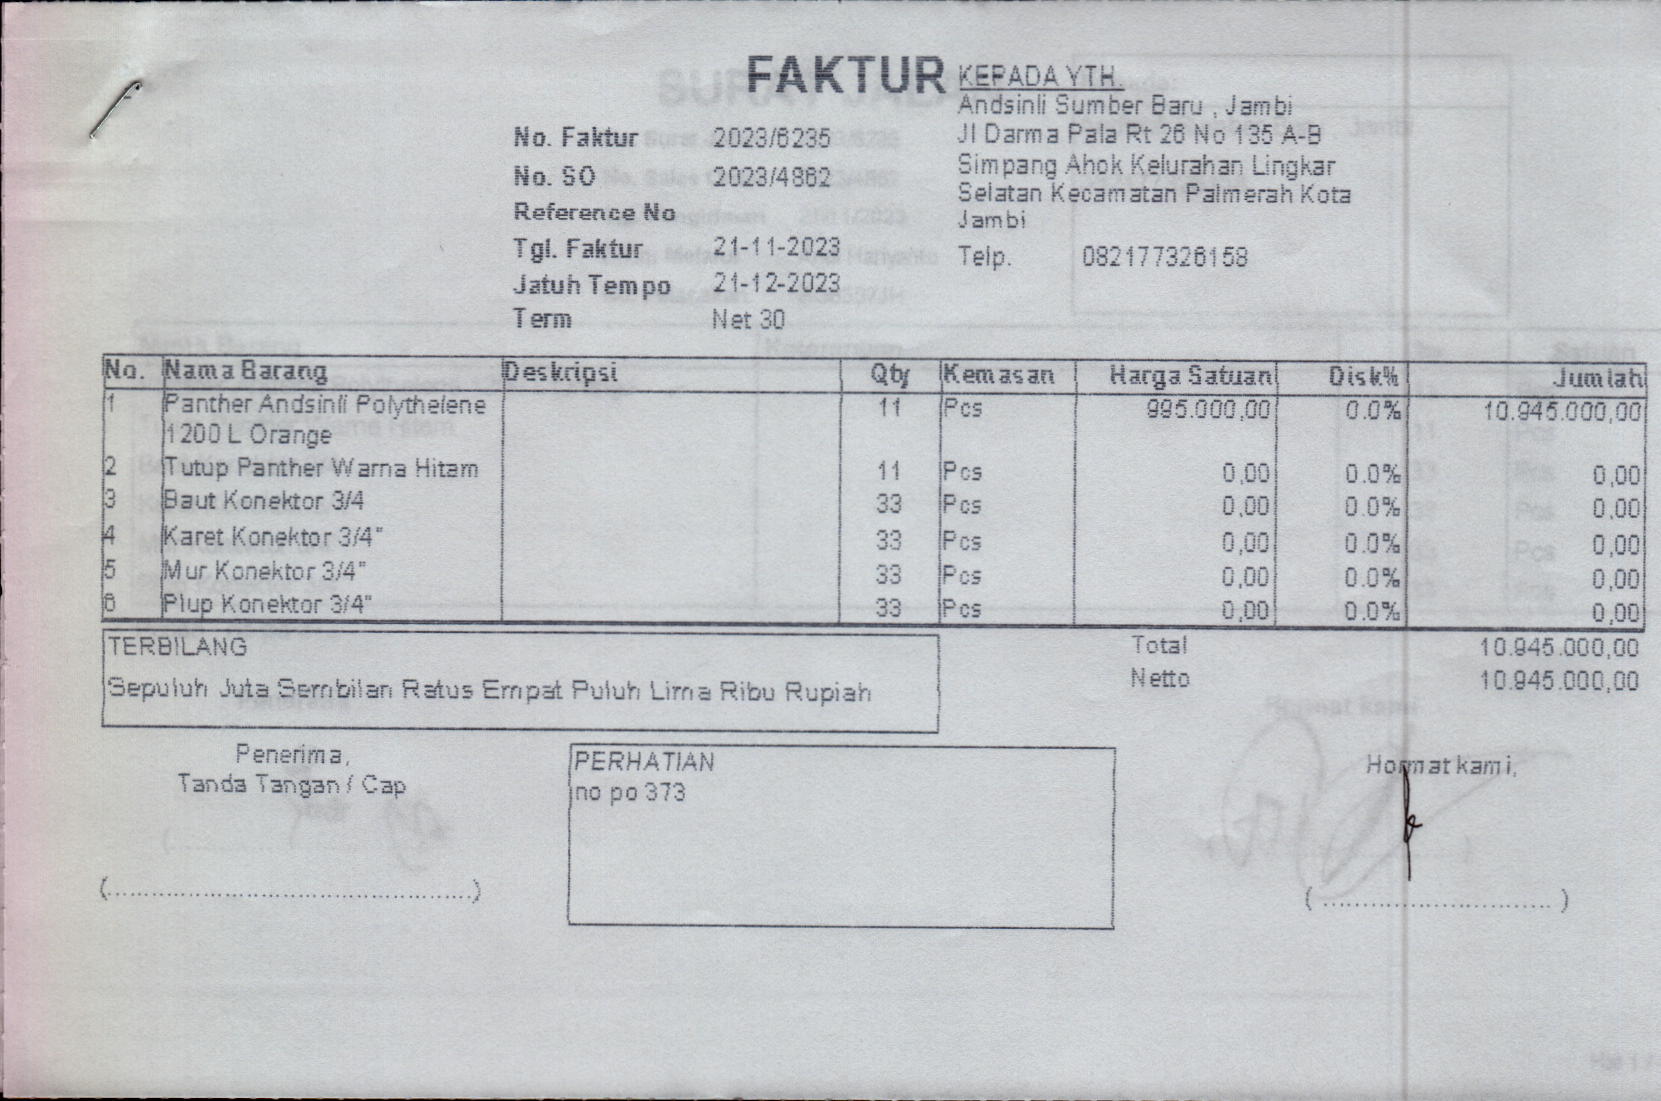 FAKTUR
KEPADA YTH.
Andsinli Sumber Baru , Jambi
Jl Darma Pala Rt 26 No 135 A-B
Simpang Ahok Kelurahan Lingkar
Selatan Kecamatan Palmerah Kota
Jambi
Telp. 082177326158
No. Faktur 2023/6235
No. SO 2023/4862
Reference No
Tgl. Faktur 21-11-2023
Jatuh Tempo 21-12-2023
Term Net 30
No. Nama Barang Deskripsi Qty Kemasan Harga Satuan Disk% Jumlah
1 Panther Andsinli Polythelene 11 Pcs 995.000,00 0.0% 10.945.000,00
1200 L Orange
2 Tutup Panther Warna Hitam 11 Pcs 0,00 0.0% 0,00
3 Baut Konektor 3/4 33 Pcs 0,00 0.0% 0,00
4 Karet Konektor 3/4" 33 Pcs 0,00 0.0% 0,00
5 Mur Konektor 3/4" 33 Pcs 0,00 0.0% 0,00
6 Plup Konektor 3/4" 33 Pcs 0,00 0.0% 0,00
TERBILANG
Sepuluh Juta Sembilan Ratus Empat Puluh Lima Ribu Rupiah
Total 10.945.000,00
Netto 10.945.000,00
Penerima,
Tanda Tangan / Cap
(.................................................)
PERHATIAN
no po 373
Hormat kami,
( .............................. )